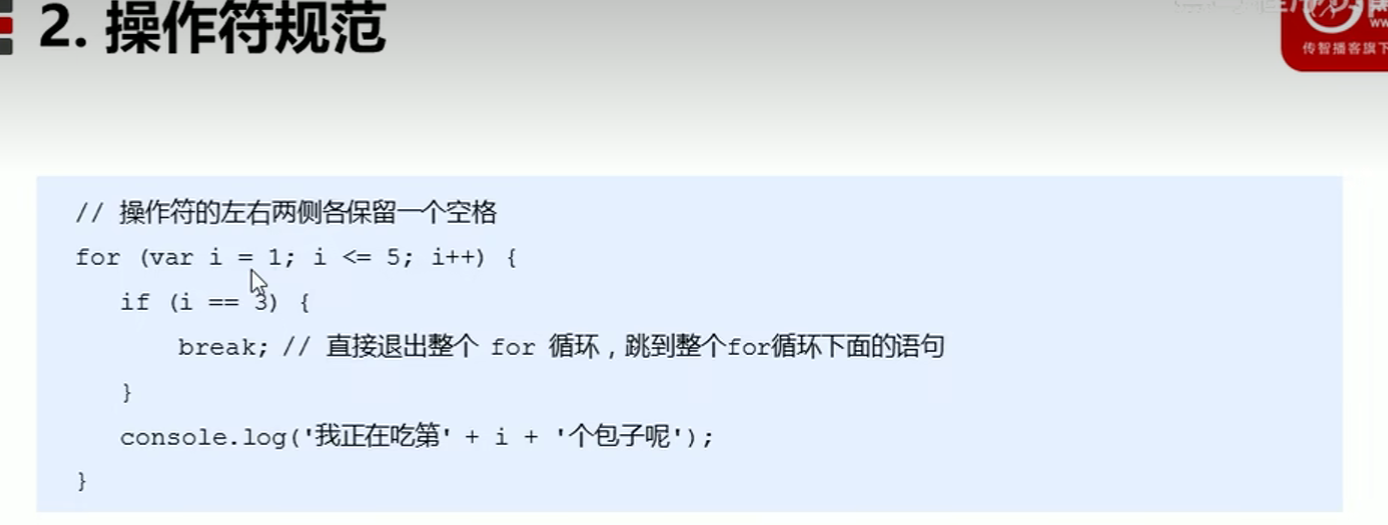 2. 操作符规范
传智播客旗下
// 操作符的左右两侧各保留一个空格
for (var i = 1; i <= 5; i++) {
if (i == 3) {
break; // 直接退出整个 for 循环，跳到整个for循环下面的语句
}
console.log('我正在吃第' + i + '个包子呢');
}